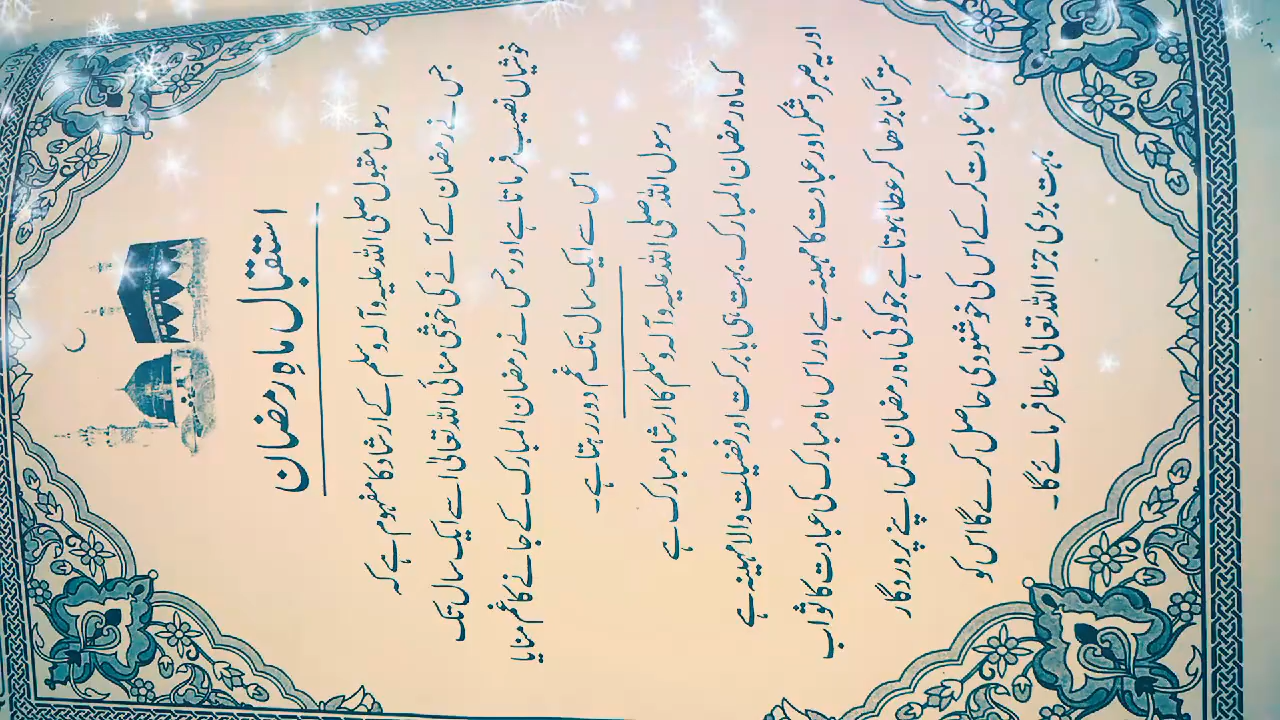 استقبال ماہِ رمضان
رسول مقبول صلی اللہ علیہ وآلہ وسلم کے ارشاد کا مفہوم ہے کہ
جس نے رمضان کے آنے کی خوشی منائی اللہ تعالیٰ اسے ایک سال تک
خوشیاں نصیب فرماتا ہے اور جس نے رمضان المبارک کے جانے کا غم منایا
اس سے ایک سال تک غم دور رہتا ہے۔
رسول اللہ صلی اللہ علیہ وآلہ وسلم کا ارشاد مبارک ہے
کہ ماہ رمضان المبارک بہت ہی بابرکت اور فضیلت والا مہینہ ہے
اور یہ صبر و شکر اور عبادت کا مہینہ ہے اور اس ماہ مبارک کی عبادت کا ثواب
ستر گنا بڑھا کر عطا ہوتا ہے جو کوئی ماہ رمضان میں اپنے پروردگار
کی عبادت کر کے اس کی خوشنودی حاصل کرے گا اس کو
بہت بڑی جزا اللہ تعالیٰ عطا فرمائے گا۔